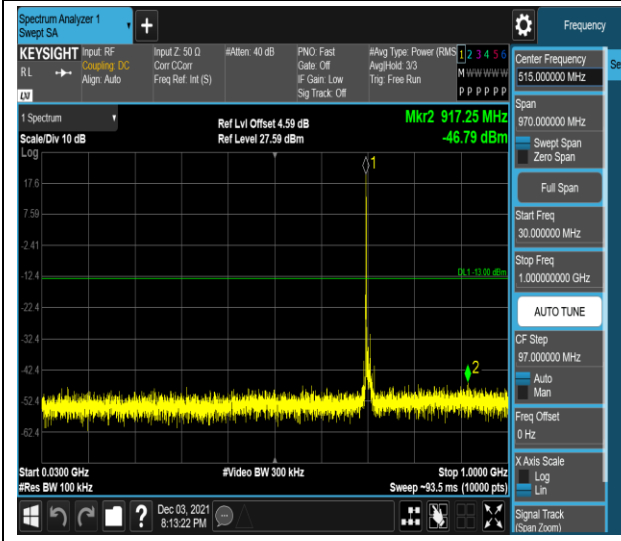 Spectrum Analyzer 1
Swept SA
Frequency
KEYSIGHT
RL
LXI
Input: RF
Coupling: DC
Align: Auto
Input Z: 50 Ω
Corr CCorr
Freq Ref: Int (S)
#Atten: 40 dB
PNO: Fast
Gate: Off
IF Gain: Low
Sig Track: Off
#Avg Type: Power (RMS
Avg|Hold: 3/3
Trig: Free Run
1 2 3 4 5 6
M W W W W W
P P P P P P
1 Spectrum
Scale/Div 10 dB
Log
Ref Lvl Offset 4.59 dB
Ref Level 27.59 dBm
Mkr2 917.25 MHz
-46.79 dBm
1
17.6
7.59
-2.41
-12.4
DL1 -13.00 dBm
-22.4
-32.4
-42.4
2
-52.4
-62.4
Start 0.0300 GHz
#Video BW 300 kHz
Stop 1.0000 GHz
#Res BW 100 kHz
Sweep ~93.5 ms (10000 pts)
Center Frequency
515.000000 MHz
Se
Span
970.000000 MHz
Swept Span
Zero Span
Full Span
Start Freq
30.000000 MHz
Stop Freq
1.000000000 GHz
AUTO TUNE
CF Step
97.000000 MHz
Auto
Man
Freq Offset
0 Hz
X Axis Scale
Log
Lin
Signal Track
(Span Zoom)
?
Dec 03, 2021
8:13:22 PM